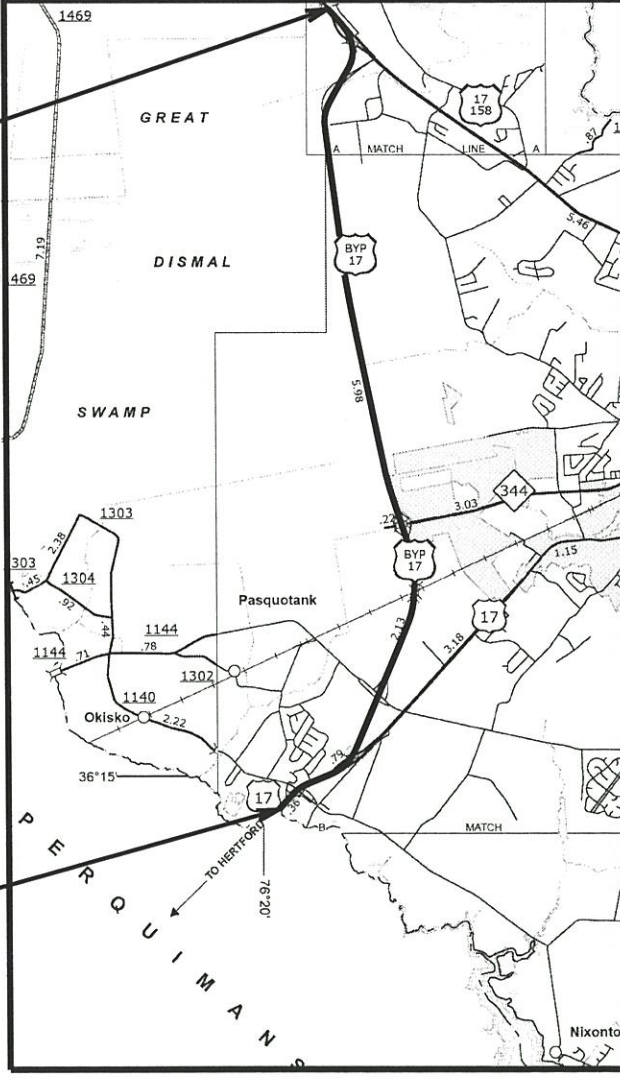 1469
GREAT
17
158
A
MATCH
LINE
A
.87
5.46
7.19
DISMAL
BYP
17
469
5.98
SWAMP
344
3.03
.22
1303
2.38
BYP
17
1.15
303
1304
.45
.92
Pasquotank
.44
17
2.13
1144
3.18
1144
.71
.78
1302
1140
Okisko
2.22
.79
36°15'
17
.36
B
MATCH
TO HERTFORD
76°20'
PERQUIMANS
Nixonto